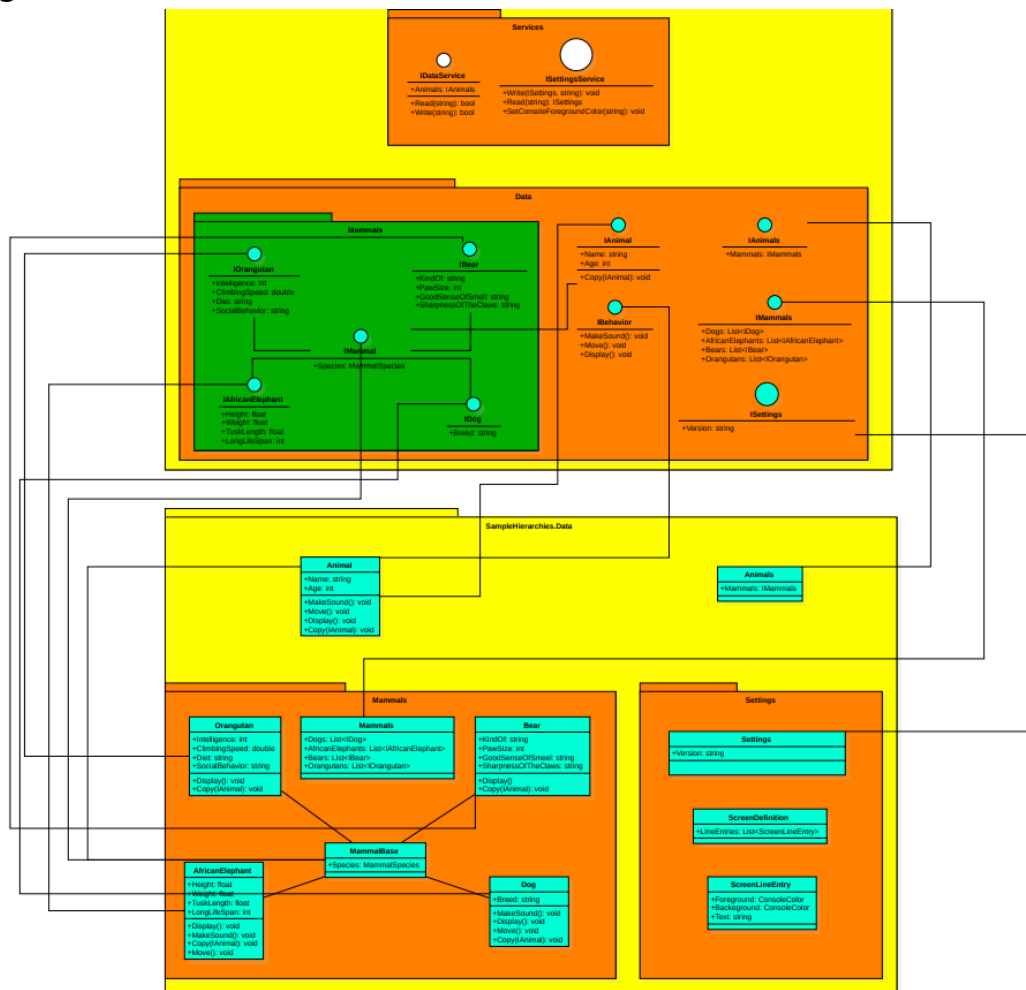 Services
IDataService
+Animals: IAnimals
+Read(string): bool
+Write(string): bool
ISettingsService
+Write(ISettings, string): void
+Read(string): ISettings
+SetConsoleForegroundColor(string): void
Data
Mammals
IOrangutan
+Intelligence: int
+ClimbingSpeed: double
+Diet: string
+SocialBehavior: string
IBear
+KindOf: string
+PawSize: int
+GoodSenseOfSmell: string
+SharpnessOfTheClaws: string
IMammal
+Species: MammalSpecies
IAfricanElephant
+Height: float
+Weight: float
+TuskLength: float
+LongLifeSpan: int
IDog
+Breed: string
IAnimal
+Name: string
+Age: int
+Copy(IAnimal): void
IAnimals
+Mammals: IMammals
IBehavior
+MakeSound(): void
+Move(): void
+Display(): void
IMammals
+Dogs: List<IDog>
+AfricanElephants: List<IAfricanElephant>
+Bears: List<IBear>
+Orangutans: List<IOrangutan>
ISettings
+Version: string
SampleHierarchies.Data
Animal
+Name: string
+Age: int
+MakeSound(): void
+Move(): void
+Display(): void
+Copy(IAnimal): void
Animals
+Mammals: IMammals
Mammals
Orangutan
+Intelligence: int
+ClimbingSpeed: double
+Diet: string
+SocialBehavior: string
+Display(): void
+Copy(IAnimal): void
Mammals
+Dogs: List<IDog>
+AfricanElephants: List<IAfricanElephant>
+Bears: List<IBear>
+Orangutans: List<IOrangutan>
Bear
+KindOf: string
+PawSize: int
+GoodSenseOfSmeel: string
+SharpnessOfTheClaws: string
+Display()
+Copy(IAnimal): void
MammalBase
+Species: MammalSpecies
AfricanElephant
+Height: float
+Weight: float
+TuskLength: float
+LongLifeSpan: int
+Display(): void
+MakeSound(): void
+Copy(IAnimal): void
+Move(): void
Dog
+Breed: string
+MakeSound(): void
+Display(): void
+Move(): void
+Copy(IAnimal): void
Settings
Settings
+Version: string
ScreenDefinition
+LineEntries: List<ScreenLineEntry>
ScreenLineEntry
+Foreground: ConsoleColor
+Background: ConsoleColor
+Text: string